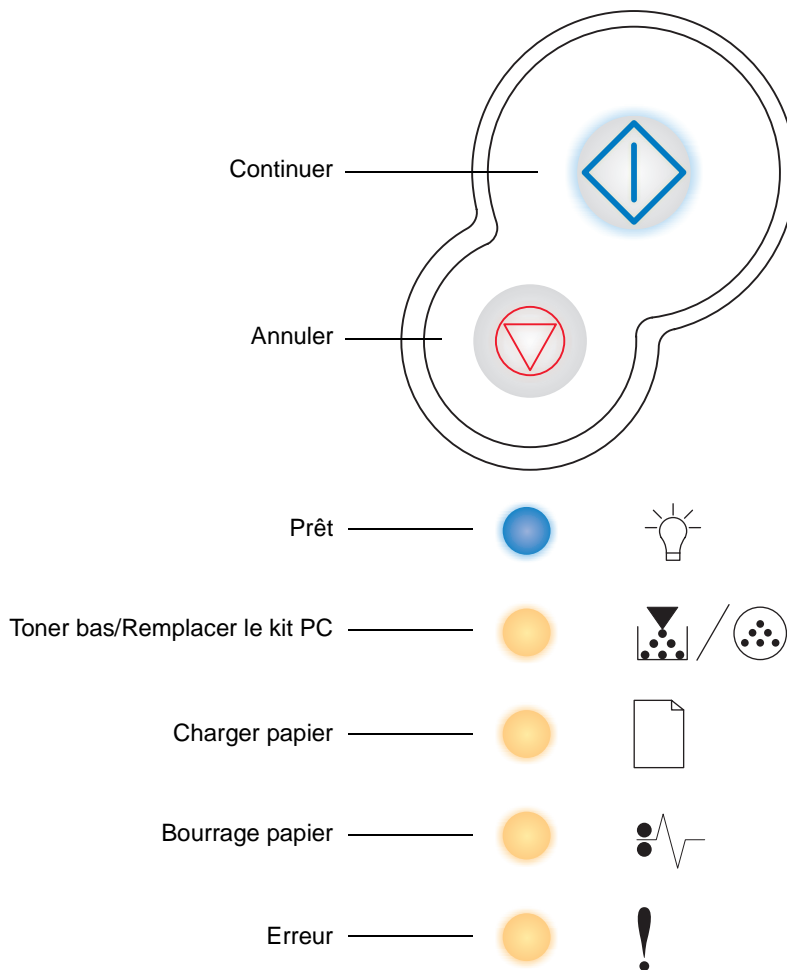 Continuer
Annuler
Prêt
Toner bas/Remplacer le kit PC
Charger papier
Bourrage papier
Erreur